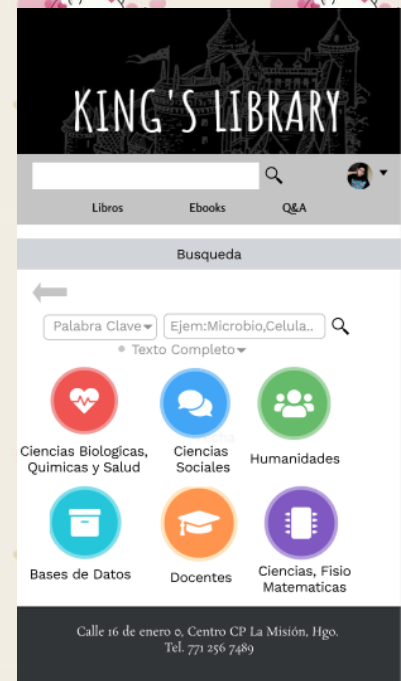 KING'S LIBRARY
Libros Ebooks Q&A
Busqueda
Palabra Clave Ejem:Microbio,Celula..
Texto Completo
Ciencias Biologicas, Quimicas y Salud
Ciencias Sociales
Humanidades
Bases de Datos
Docentes
Ciencias, Fisio Matematicas
Calle 16 de enero 0, Centro CP La Misión, Hgo.
Tel. 771 256 7489